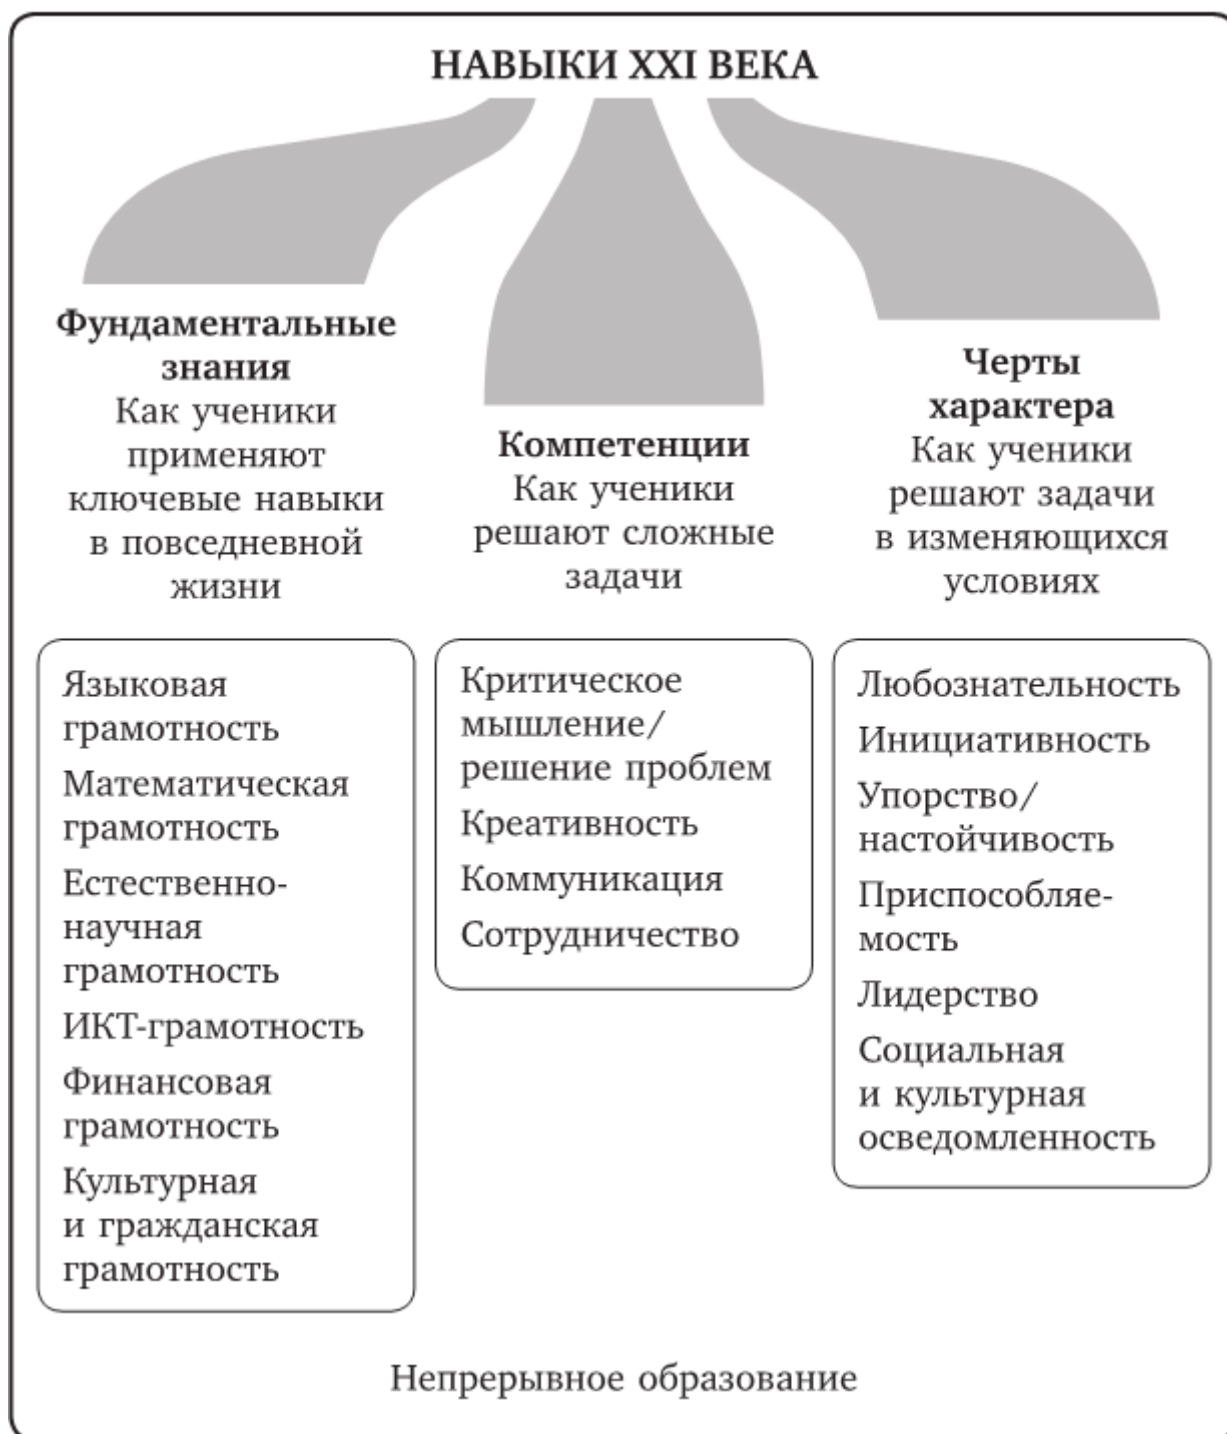 НАВЫКИ XXI ВЕКА
Фундаментальные
знания
Как ученики
применяют
ключевые навыки
в повседневной
жизни
Компетенции
Как ученики
решают сложные
задачи
Черты
характера
Как ученики
решают задачи
в изменяющихся
условиях
Языковая
грамотность
Математическая
грамотность
Естественно-
научная
грамотность
ИКТ-грамотность
Финансовая
грамотность
Культурная
и гражданская
грамотность
Критическое
мышление/
решение проблем
Креативность
Коммуникация
Сотрудничество
Любознательность
Инициативность
Упорство/
настойчивость
Приспособляе-
мость
Лидерство
Социальная
и культурная
осведомленность
Непрерывное образование